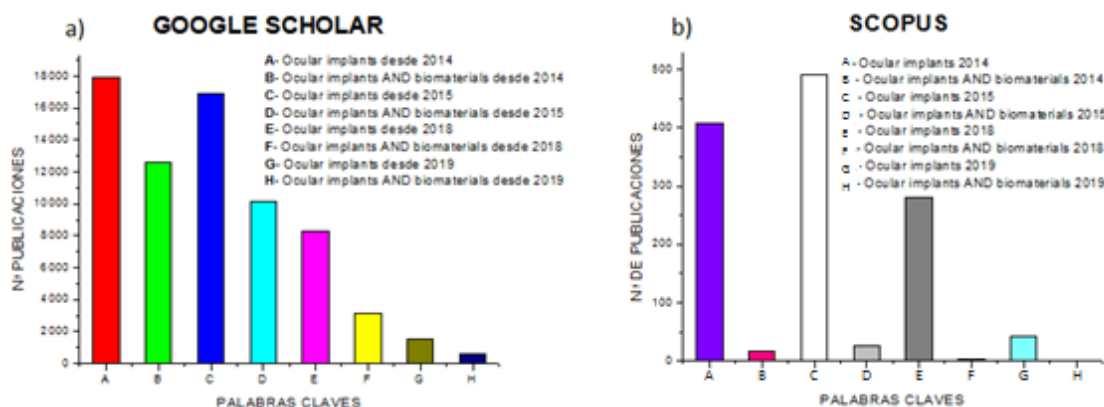 a) GOOGLE SCHOLAR
A- Ocular implants desde 2014
B- Ocular implants AND biomaterials desde 2014
C- Ocular implants desde 2015
D- Ocular implants AND biomaterials desde 2015
E- Ocular implants desde 2018
F- Ocular implants AND biomaterials desde 2018
G- Ocular implants desde 2019
H- Ocular implants AND biomaterials desde 2019
Nº PUBLICACIONES
18000
16000
14000
12000
10000
8000
6000
4000
2000
0
A B C D E F G H
PALABRAS CLAVES
b) SCOPUS
A - Ocular implants 2014
B - Ocular implants AND biomaterials 2014
C - Ocular implants 2015
D - Ocular implants AND biomaterials 2015
E - Ocular implants 2018
F - Ocular implants AND biomaterials 2018
G - Ocular implants 2019
H - Ocular implants AND biomaterials 2019
Nº DE PUBLICACIONES
500
400
300
200
100
0
A B C D E F G H
PALABRAS CLAVES